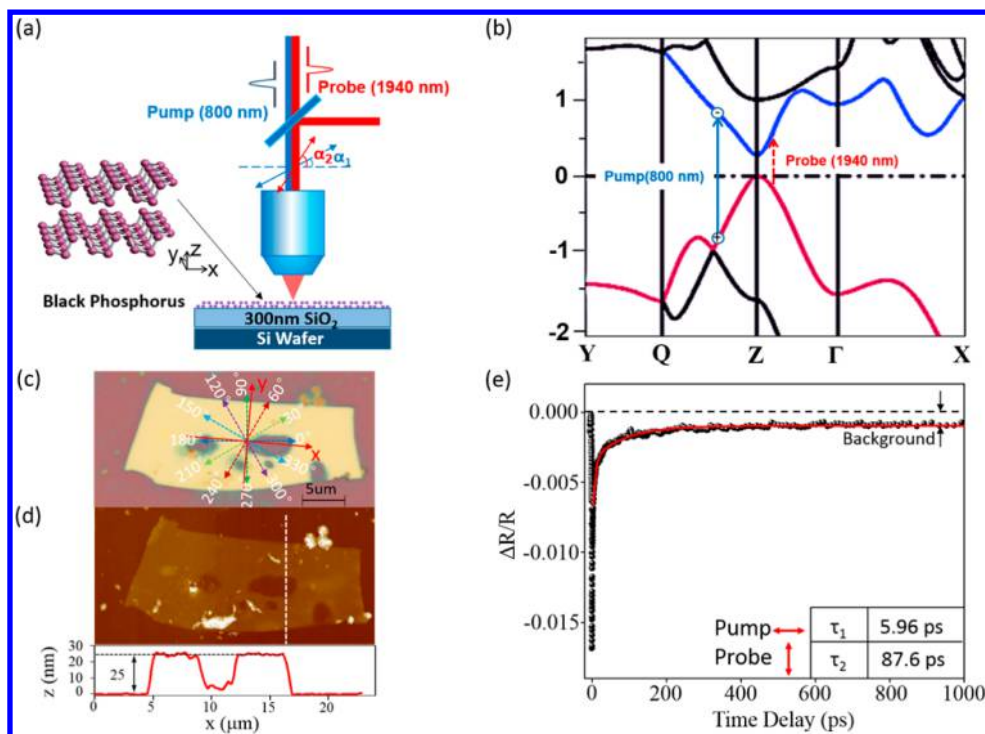 (a)
Probe (1940 nm)
Pump (800 nm)
α2 α1
y z x
Black Phosphorus
300nm SiO2
Si Wafer
(b)
1
0
-1
-2
Pump(800 nm)
Probe (1940 nm)
-
+
Y Q Z Γ X
(c)
y
x
0°
30
60°
90°
120°
150
180°
210
240°
270°
300°
330
5um
(d)
z (nm)
30
20
10
0
25
0 5 10 15 20
x (μm)
(e)
ΔR/R
0.000
-0.005
-0.010
-0.015
Background
Pump
Probe
τ1 5.96 ps
τ2 87.6 ps
0 200 400 600 800 1000
Time Delay (ps)